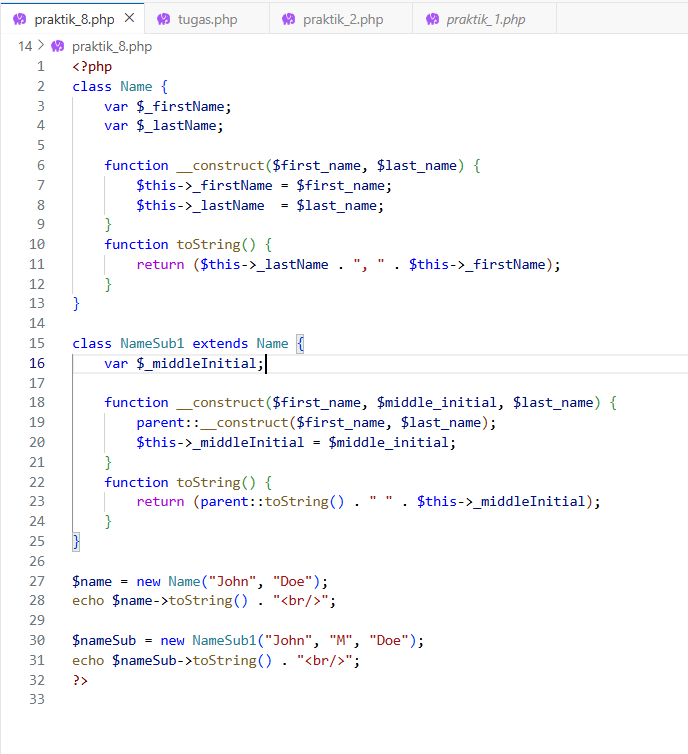 praktik_8.php tugas.php praktik_2.php praktik_1.php
14 > praktik_8.php
1 <?php
2 class Name {
3     var $_firstName;
4     var $_lastName;
5
6     function __construct($first_name, $last_name) {
7         $this->_firstName = $first_name;
8         $this->_lastName  = $last_name;
9     }
10     function toString() {
11         return ($this->_lastName . ", " . $this->_firstName);
12     }
13 }
14
15 class NameSub1 extends Name {
16     var $_middleInitial;
17
18     function __construct($first_name, $middle_initial, $last_name) {
19         parent::__construct($first_name, $last_name);
20         $this->_middleInitial = $middle_initial;
21     }
22     function toString() {
23         return (parent::toString() . " " . $this->_middleInitial);
24     }
25 }
26
27 $name = new Name("John", "Doe");
28 echo $name->toString() . "<br/>";
29
30 $nameSub = new NameSub1("John", "M", "Doe");
31 echo $nameSub->toString() . "<br/>";
32 ?>
33